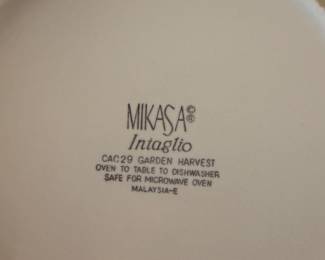 MIKASA©®
Intaglio
CAC29 GARDEN HARVEST
OVEN TO TABLE TO DISHWASHER
SAFE FOR MICROWAVE OVEN
MALAYSIA-E